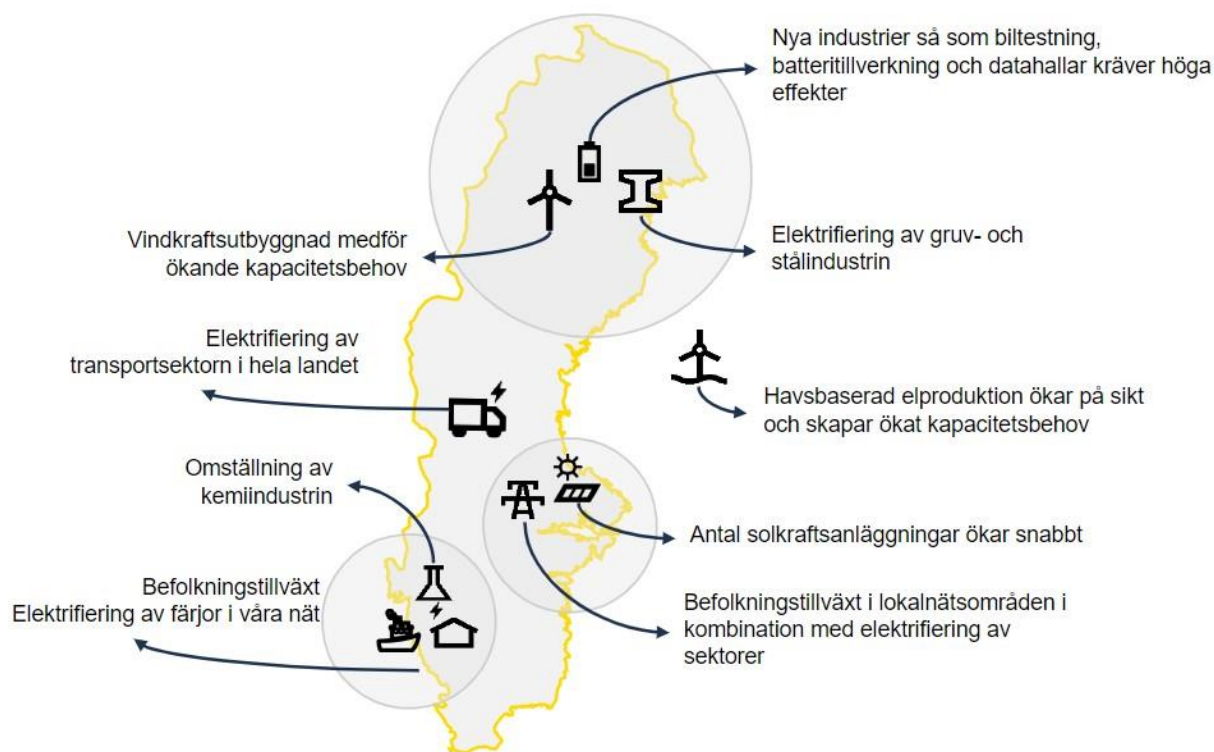 Nya industrier så som biltestning,
batteritillverkning och datahallar kräver höga
effekter
Vindkraftsutbyggnad medför
ökande kapacitetsbehov
Elektrifiering av gruv- och
stålindustrin
Elektrifiering av
transportsektorn i hela landet
Havsbaserad elproduktion ökar på sikt
och skapar ökat kapacitetsbehov
Omställning av
kemiindustrin
Antal solkraftsanläggningar ökar snabbt
Befolkningstillväxt
Elektrifiering av färjor i våra nät
Befolkningstillväxt i lokalnätsområden i
kombination med elektrifiering av
sektorer